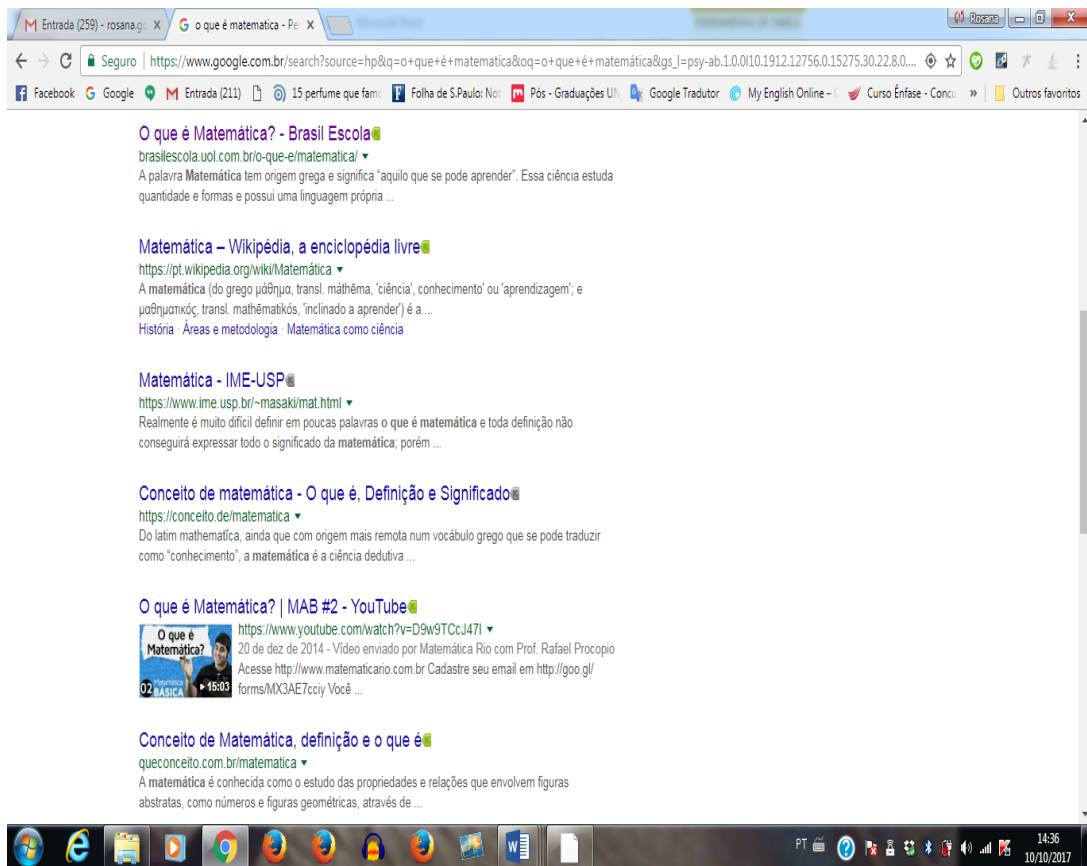 M Entrada (259) - rosana.go X G o que é matematica - Pe X Rosana
Seguro | https://www.google.com.br/search?source=hp&q=o+que+é+matematica&oq=o+que+é+matematica&gs_l=psy-ab.1.0.0l10.1912.12756.0.15275.30.22.8.0....
Facebook Google Entrada (211) 15 perfume que famo Folha de S.Paulo: Not Pós - Graduações UN Google Tradutor My English Online – Curso Ênfase - Concu » Outros favoritos
O que é Matemática? - Brasil Escola
brasilescola.uol.com.br/o-que-e/matematica/
A palavra Matemática tem origem grega e significa “aquilo que se pode aprender”. Essa ciência estuda
quantidade e formas e possui uma linguagem própria ...
Matemática – Wikipédia, a enciclopédia livre
https://pt.wikipedia.org/wiki/Matemática
A matemática (do grego μάθημα, transl. máthēma, 'ciência', conhecimento' ou 'aprendizagem'; e
μαθηματικός, transl. mathēmatikós, 'inclinado a aprender') é a ...
História · Áreas e metodologia · Matemática como ciência
Matemática - IME-USP
https://www.ime.usp.br/~masaki/mat.html
Realmente é muito difícil definir em poucas palavras o que é matemática e toda definição não
conseguirá expressar todo o significado da matemática; porém ...
Conceito de matemática - O que é, Definição e Significado
https://conceito.de/matematica
Do latim mathematĭca, ainda que com origem mais remota num vocábulo grego que se pode traduzir
como “conhecimento”, a matemática é a ciência dedutiva ...
O que é Matemática? | MAB #2 - YouTube
https://www.youtube.com/watch?v=D9w9TCcJ47I
O que é
Matemática?
02 Matemática
BÁSICA
15:03
20 de dez de 2014 - Vídeo enviado por Matemática Rio com Prof. Rafael Procopio
Acesse http://www.matematicario.com.br Cadastre seu email em http://goo.gl/
forms/MX3AE7cciy Você ...
Conceito de Matemática, definição e o que é
queconceito.com.br/matematica
A matemática é conhecida como o estudo das propriedades e relações que envolvem figuras
abstratas, como números e figuras geométricas, através de ...
PT 14:36
10/10/2017